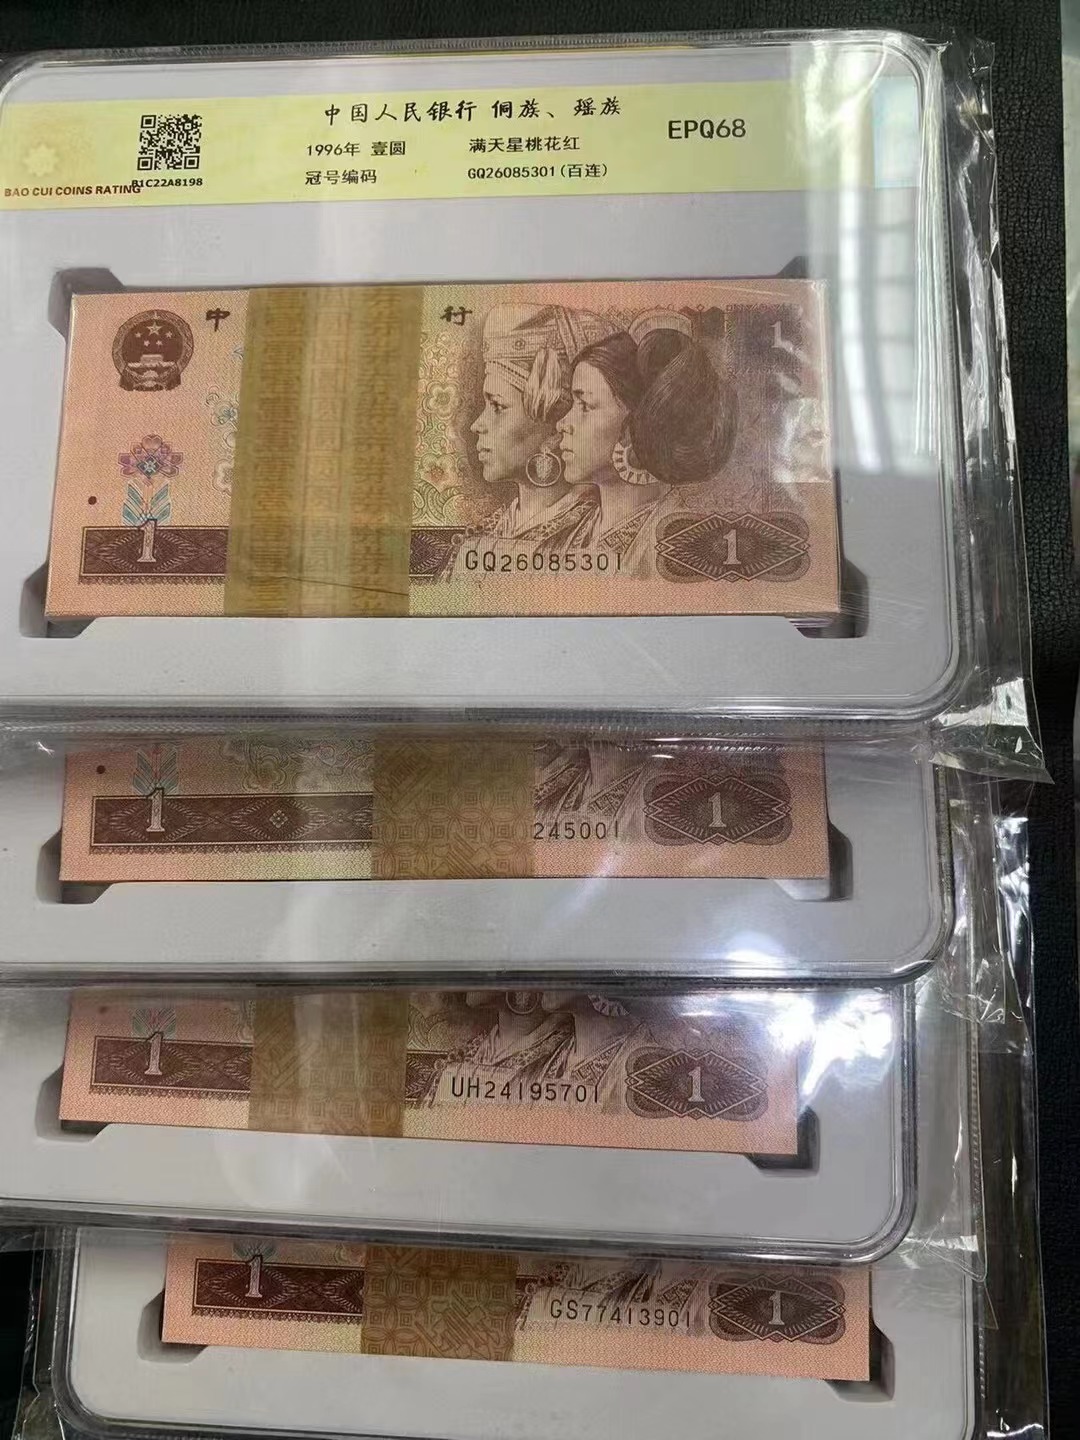 中国人民银行 侗族、瑶族
1996年 壹圆
满天星桃花红
EPQ68
冠号编码
GQ26085301(百连)
B1C22A8198
BAO CUI COINS RATING
中
行
1
1
GQ26085301
1
1
245001
1
1
UH24195701
1
1
GS77413901
1